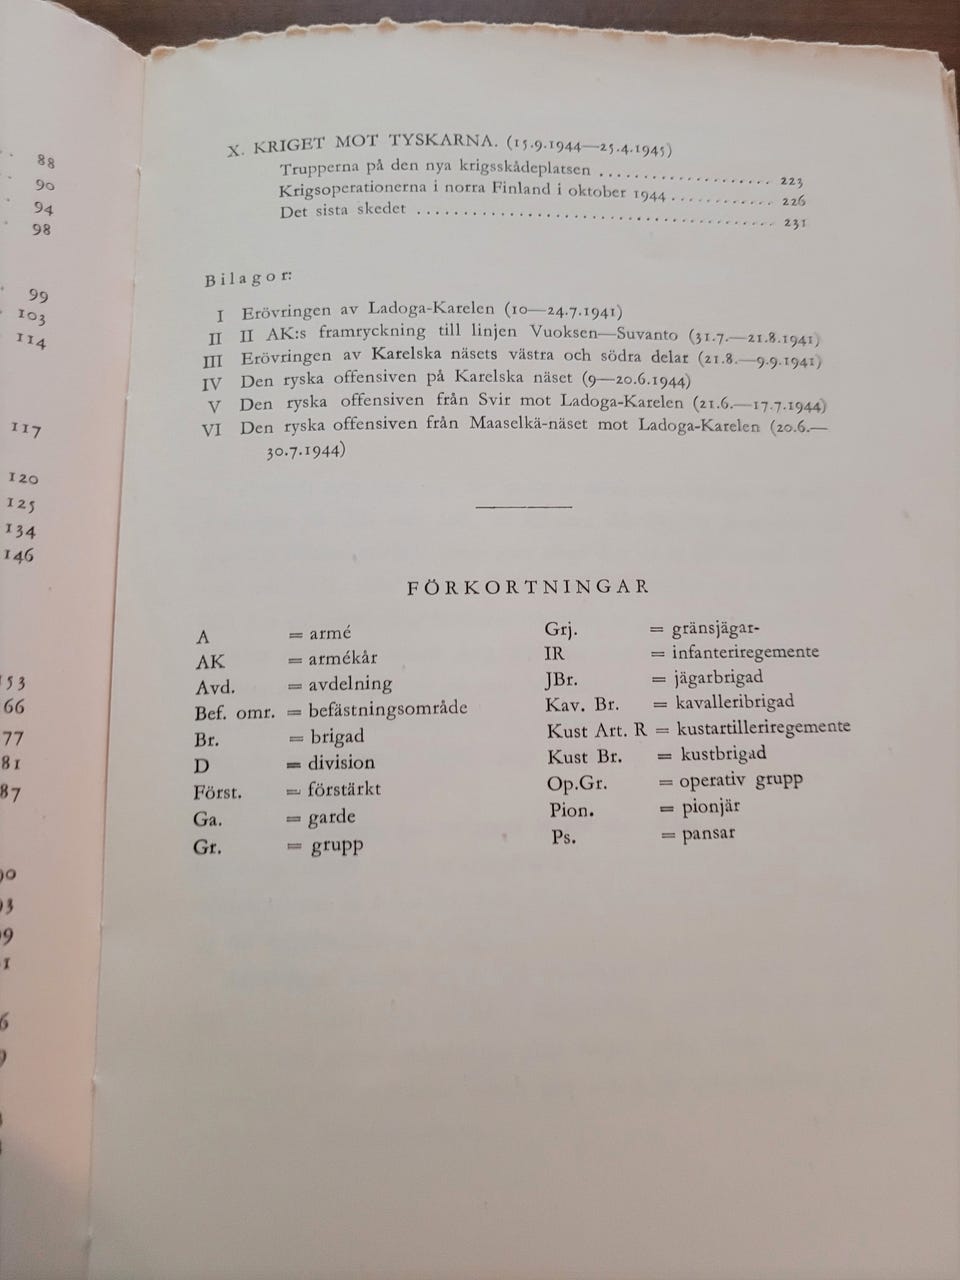 88
90
94
98
99
103
114
117
120
125
134
146
153
66
77
81
87
X. KRIGET MOT TYSKARNA. (15.9.1944—25.4.1945)
Trupperna på den nya krigsskådeplatsen .................... 223
Krigsoperationerna i norra Finland i oktober 1944 ............ 226
Det sista skedet .......................................... 231
Bilagor:
I Erövringen av Ladoga-Karelen (10—24.7.1941)
II II AK:s framryckning till linjen Vuoksen—Suvanto (31.7.—21.8.1941)
III Erövringen av Karelska näsets västra och södra delar (21.8.—9.9.1941)
IV Den ryska offensiven på Karelska näset (9—20.6.1944)
V Den ryska offensiven från Svir mot Ladoga-Karelen (21.6.—17.7.1944)
VI Den ryska offensiven från Maaselkä-näset mot Ladoga-Karelen (20.6.—
30.7.1944)
FÖRKORTNINGAR
A = armé
AK = armékår
Avd. = avdelning
Bef. omr. = befästningsområde
Br. = brigad
D = division
Först. = förstärkt
Ga. = garde
Gr. = grupp
Grj. = gränsjägar-
IR = infanteriregemente
JBr. = jägarbrigad
Kav. Br. = kavalleribrigad
Kust Art. R = kustartilleriregemente
Kust Br. = kustbrigad
Op.Gr. = operativ grupp
Pion. = pionjär
Ps. = pansar